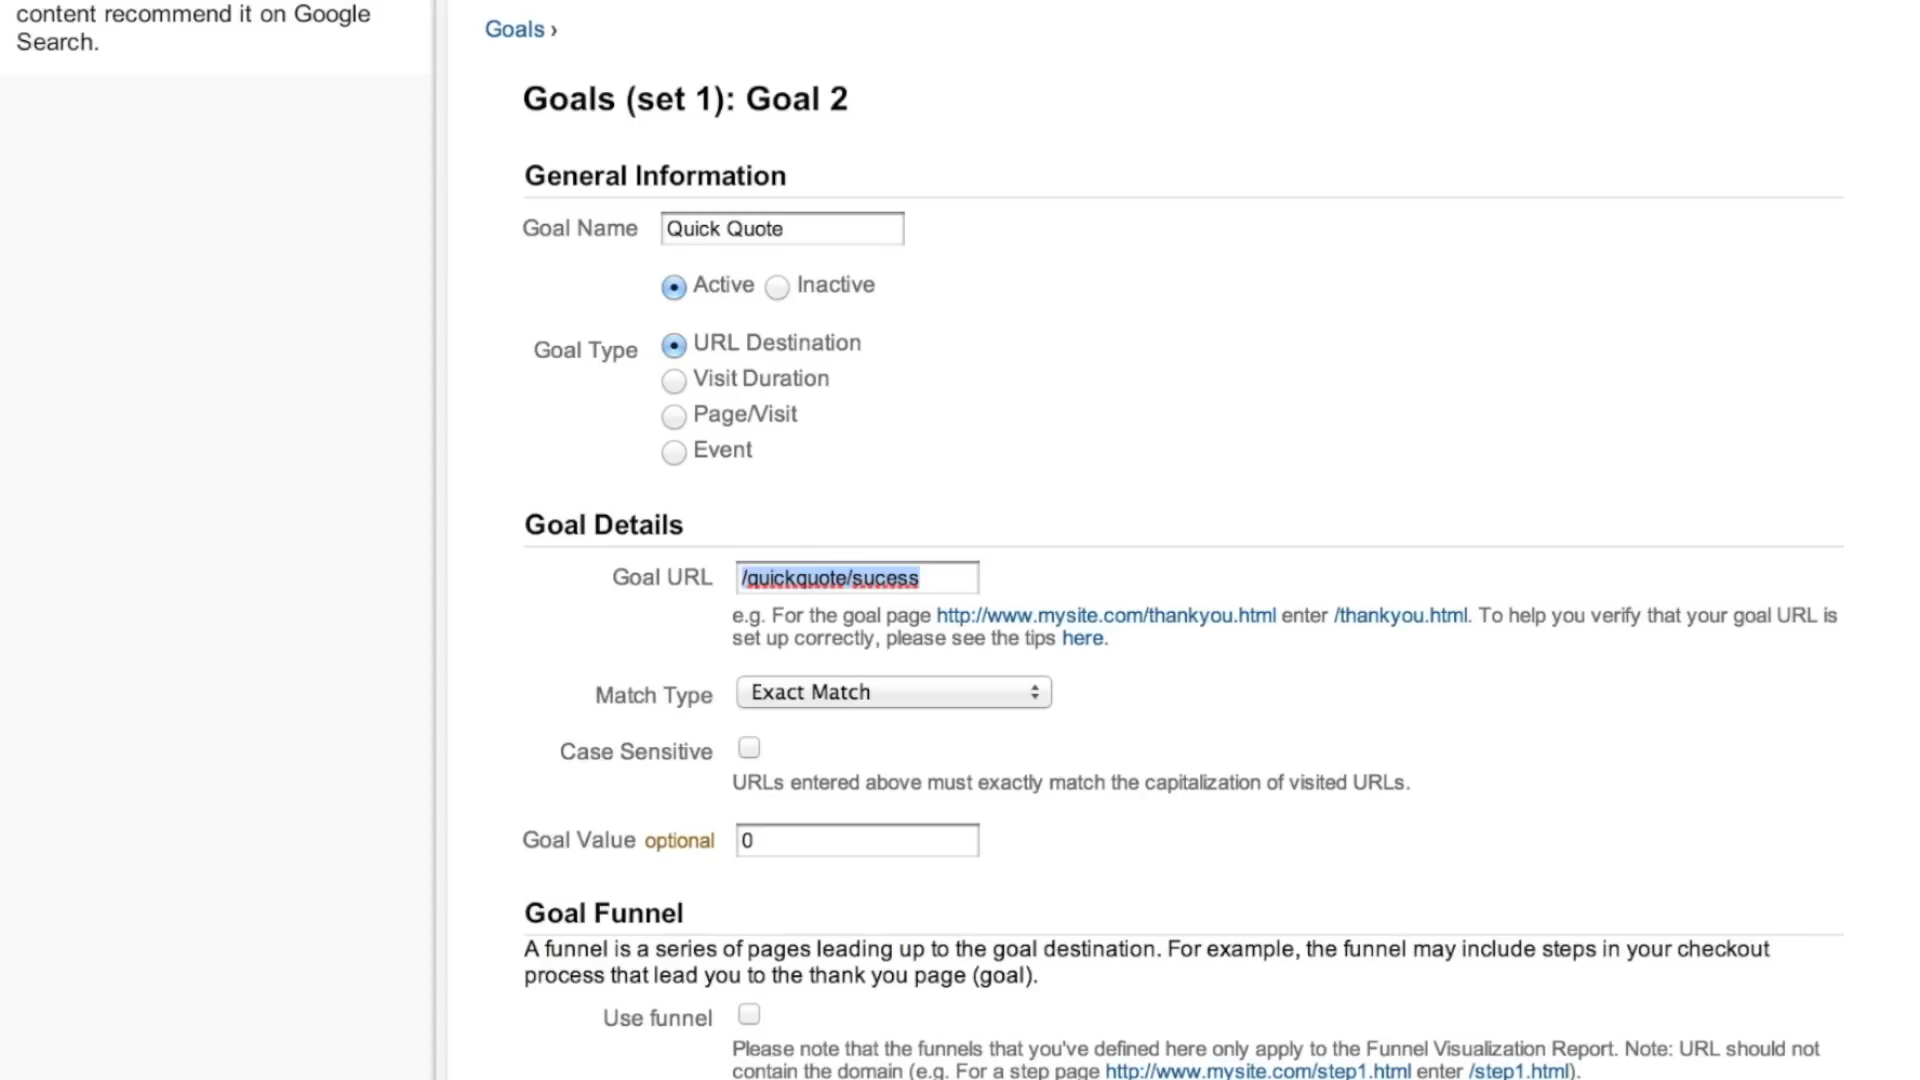 content recommend it on Google
Search.
Goals ›
Goals (set 1): Goal 2
General Information
Goal Name Quick Quote
Active Inactive
Goal Type URL Destination
Visit Duration
Page/Visit
Event
Goal Details
Goal URL /quickquote/sucess
e.g. For the goal page http://www.mysite.com/thankyou.html enter /thankyou.html. To help you verify that your goal URL is
set up correctly, please see the tips here.
Match Type Exact Match
Case Sensitive
URLs entered above must exactly match the capitalization of visited URLs.
Goal Value optional 0
Goal Funnel
A funnel is a series of pages leading up to the goal destination. For example, the funnel may include steps in your checkout
process that lead you to the thank you page (goal).
Use funnel
Please note that the funnels that you've defined here only apply to the Funnel Visualization Report. Note: URL should not
contain the domain (e.g. For a step page http://www.mysite.com/step1.html enter /step1.html).